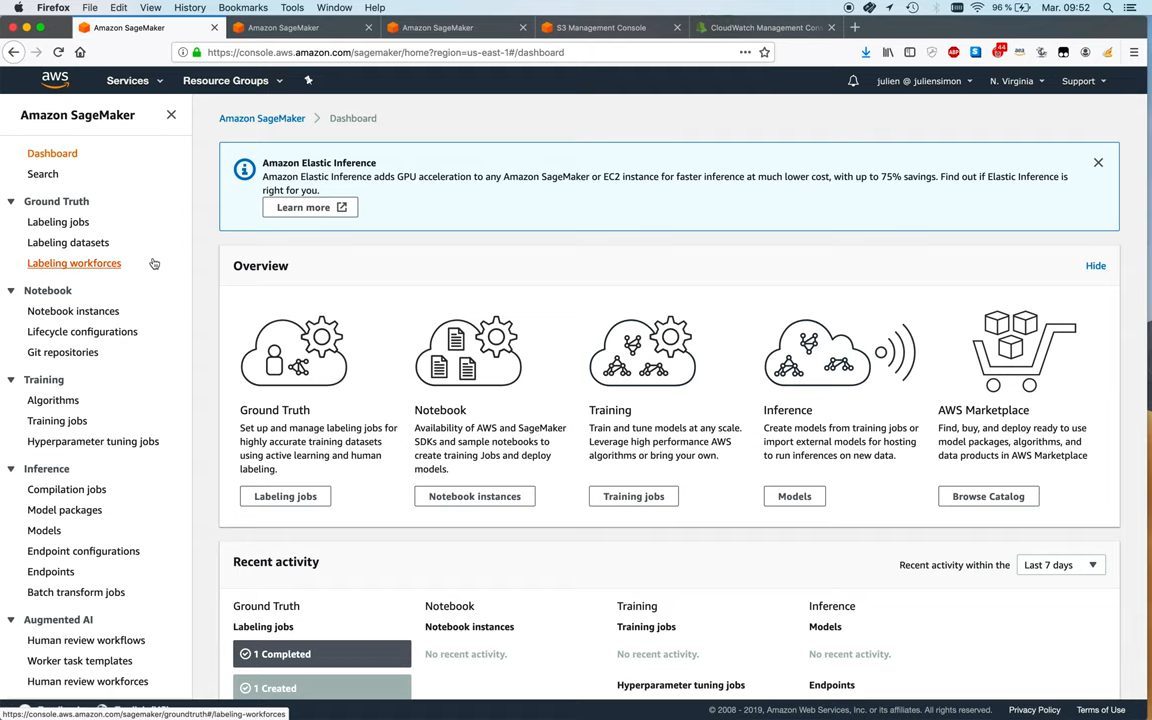 Firefox File Edit View History Bookmarks Tools Window Help 96 % Mar. 09:52
Amazon SageMaker Amazon SageMaker Amazon SageMaker S3 Management Console CloudWatch Management Con
https://console.aws.amazon.com/sagemaker/home?region=us-east-1#/dashboard
44
aws Services Resource Groups julien @ juliensimon N. Virginia Support
Amazon SageMaker
Dashboard
Search
Ground Truth
Labeling jobs
Labeling datasets
Labeling workforces
Notebook
Notebook instances
Lifecycle configurations
Git repositories
Training
Algorithms
Training jobs
Hyperparameter tuning jobs
Inference
Compilation jobs
Model packages
Models
Endpoint configurations
Endpoints
Batch transform jobs
Augmented AI
Human review workflows
Worker task templates
Human review workforces
Amazon SageMaker > Dashboard
Amazon Elastic Inference
Amazon Elastic Inference adds GPU acceleration to any Amazon SageMaker or EC2 instance for faster inference at much lower cost, with up to 75% savings. Find out if Elastic Inference is
right for you.
Learn more
Overview Hide
Ground Truth
Set up and manage labeling jobs for
highly accurate training datasets
using active learning and human
labeling.
Labeling jobs
Notebook
Availability of AWS and SageMaker
SDKs and sample notebooks to
create training Jobs and deploy
models.
Notebook instances
Training
Train and tune models at any scale.
Leverage high performance AWS
algorithms or bring your own.
Training jobs
Inference
Create models from training jobs or
import external models for hosting
to run inferences on new data.
Models
AWS Marketplace
Find, buy, and deploy ready to use
model packages, algorithms, and
data products in AWS Marketplace
Browse Catalog
Recent activity Recent activity within the Last 7 days
Ground Truth
Labeling jobs
1 Completed
1 Created
Notebook
Notebook instances
No recent activity.
Training
Training jobs
No recent activity.
Hyperparameter tuning jobs
Inference
Models
No recent activity.
Endpoints
https://console.aws.amazon.com/sagemaker/groundtruth#/labeling-workforces
© 2008 - 2019, Amazon Web Services, Inc. or its affiliates. All rights reserved. Privacy Policy Terms of Use